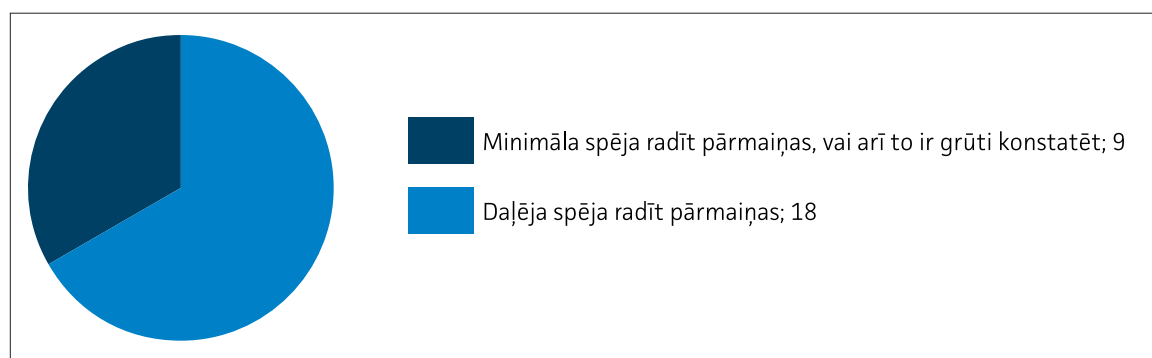 Minimāla spēja radīt pārmaiņas, vai arī to ir grūti konstatēt; 9
Daļēja spēja radīt pārmaiņas; 18